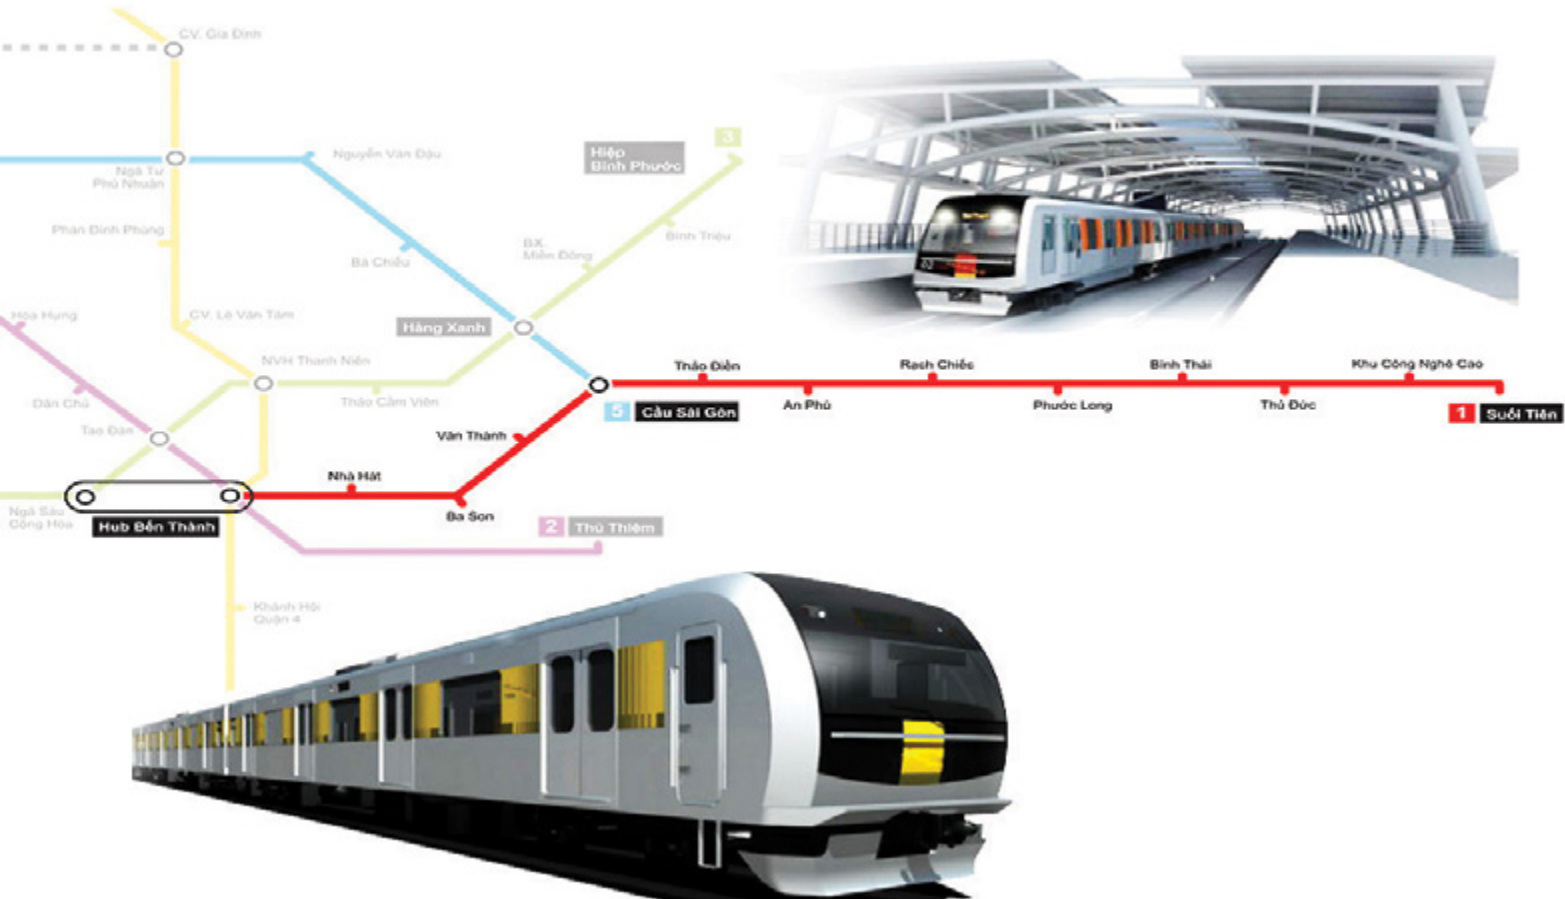 CV. Gia Định
3
Nguyễn Văn Đậu
Hiệp
Bình Phước
Ngã Tư
Phú Nhuận
Phan Đình Phùng
Bình Triệu
BX.
Miền Đông
Bà Chiểu
Hòa Hưng
CV. Lê Văn Tám
Hàng Xanh
NVH Thanh Niên
Thảo Điền
Rạch Chiếc
Bình Thái
Khu Công Nghệ Cao
Dân Chủ
Thảo Cầm Viên
5 Cầu Sài Gòn
An Phú
Phước Long
Thủ Đức
1 Suối Tiên
Tao Đàn
Văn Thánh
Nhà Hát
Ngã Sáu
Cộng Hòa
Hub Bến Thành
Ba Son
2 Thủ Thiêm
Khánh Hội
Quận 4